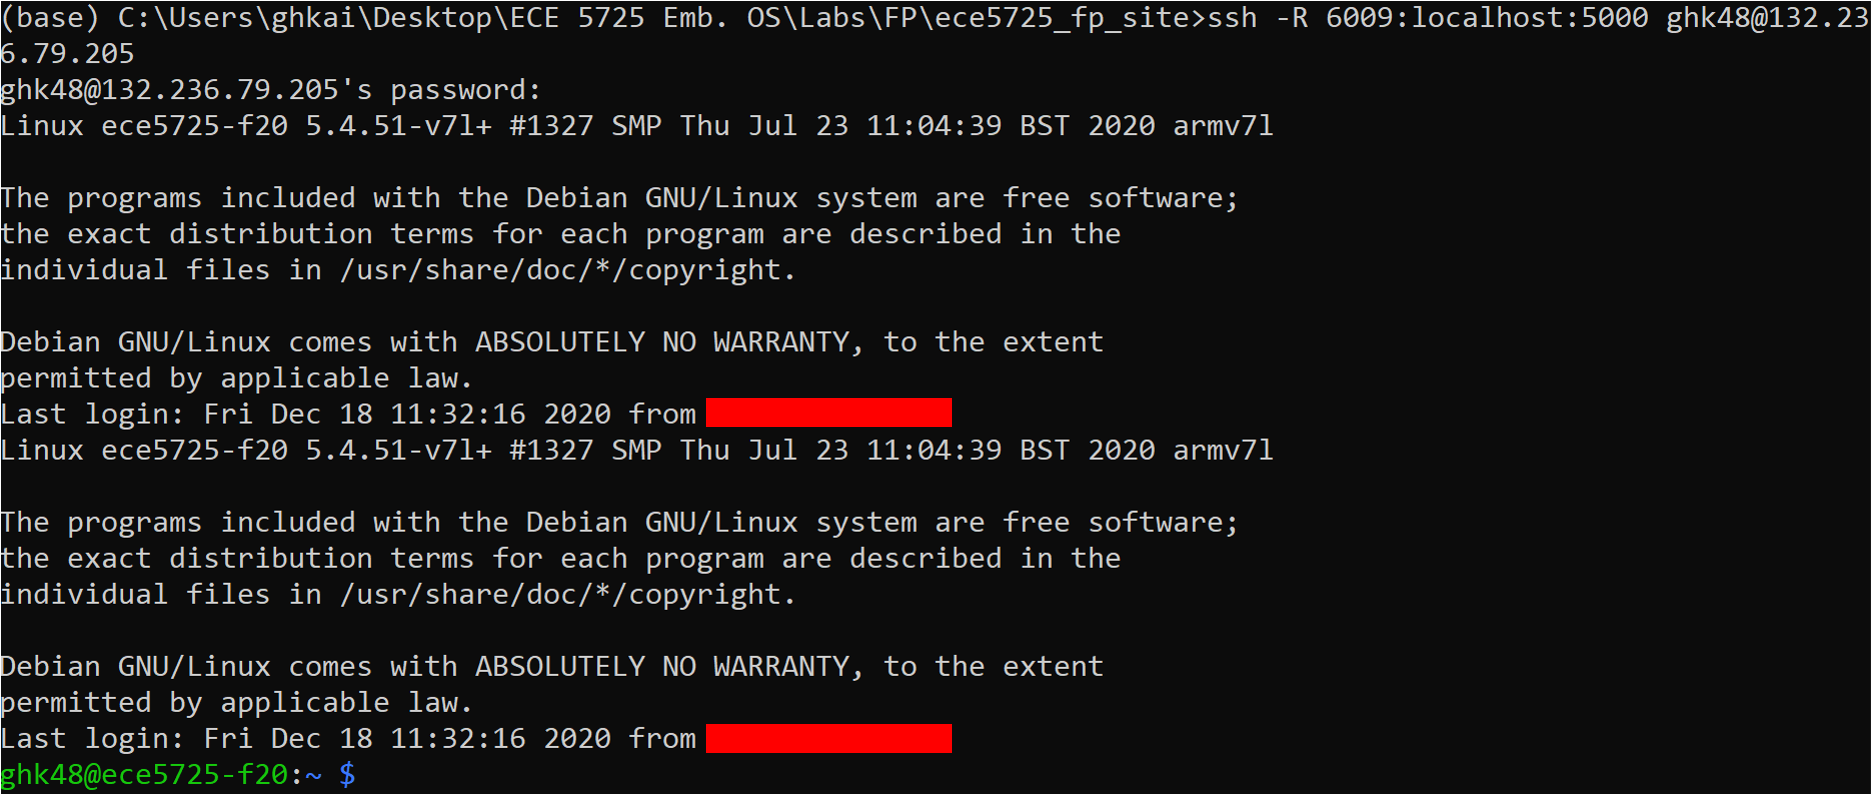 (base) C:\Users\ghkai\Desktop\ECE 5725 Emb. OS\Labs\FP\ece5725_fp_site>ssh -R 6009:localhost:5000 ghk48@132.23
6.79.205
ghk48@132.236.79.205's password:
Linux ece5725-f20 5.4.51-v7l+ #1327 SMP Thu Jul 23 11:04:39 BST 2020 armv7l
The programs included with the Debian GNU/Linux system are free software;
the exact distribution terms for each program are described in the
individual files in /usr/share/doc/*/copyright.
Debian GNU/Linux comes with ABSOLUTELY NO WARRANTY, to the extent
permitted by applicable law.
Last login: Fri Dec 18 11:32:16 2020 from
Linux ece5725-f20 5.4.51-v7l+ #1327 SMP Thu Jul 23 11:04:39 BST 2020 armv7l
The programs included with the Debian GNU/Linux system are free software;
the exact distribution terms for each program are described in the
individual files in /usr/share/doc/*/copyright.
Debian GNU/Linux comes with ABSOLUTELY NO WARRANTY, to the extent
permitted by applicable law.
Last login: Fri Dec 18 11:32:16 2020 from
ghk48@ece5725-f20:~ $